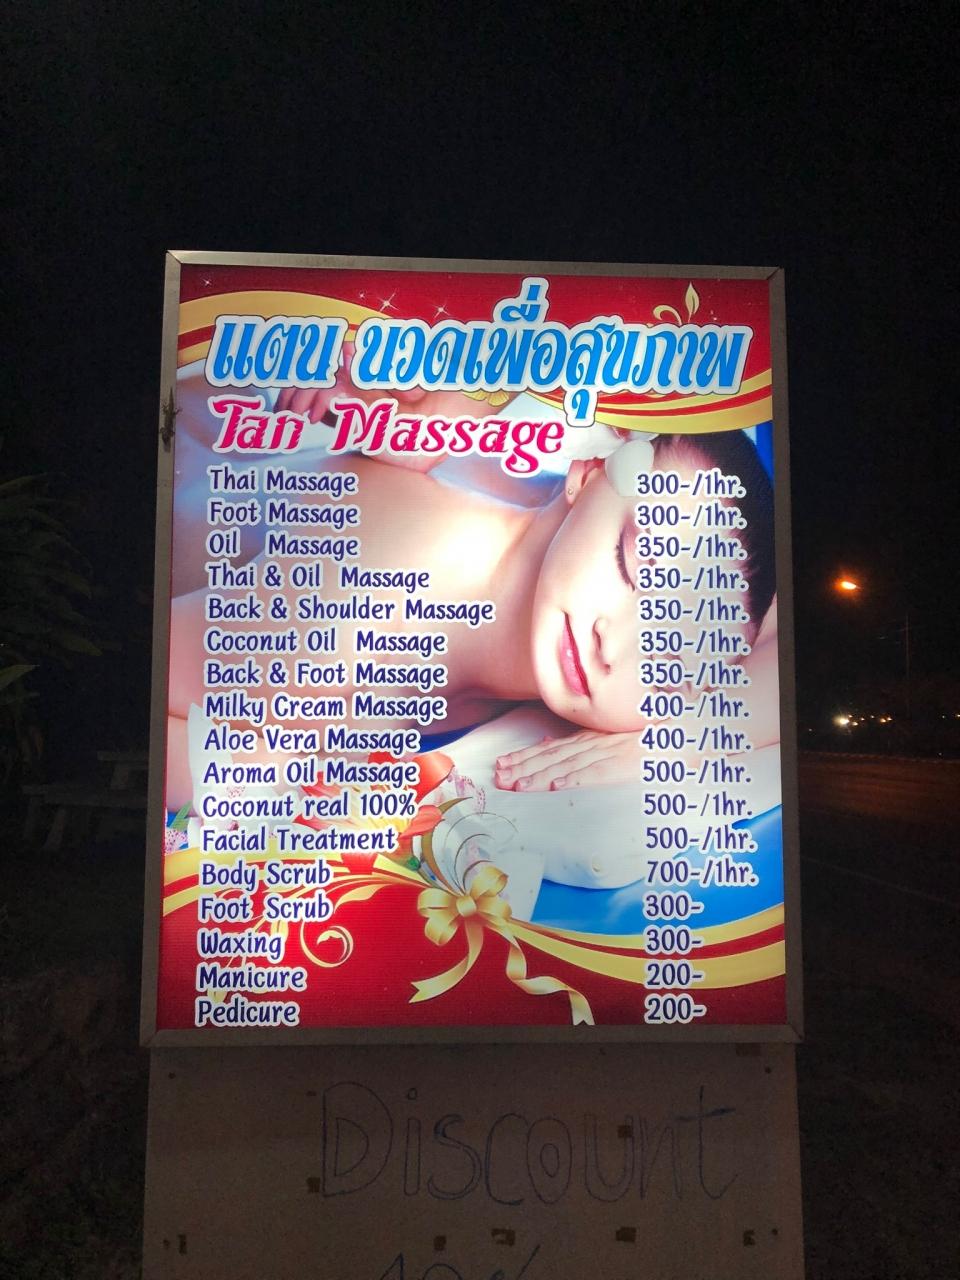 แตน นวดเพื่อสุขภาพ
Tan Massage
Thai Massage 300-/1hr.
Foot Massage 300-/1hr.
Oil Massage 350-/1hr.
Thai & Oil Massage 350-/1hr.
Back & Shoulder Massage 350-/1hr.
Coconut Oil Massage 350-/1hr.
Back & Foot Massage 350-/1hr.
Milky Cream Massage 400-/1hr.
Aloe Vera Massage 400-/1hr.
Aroma Oil Massage 500-/1hr.
Coconut real 100% 500-/1hr.
Facial Treatment 500-/1hr.
Body Scrub 700-/1hr.
Foot Scrub 300-
Waxing 300-
Manicure 200-
Pedicure 200-
Discount